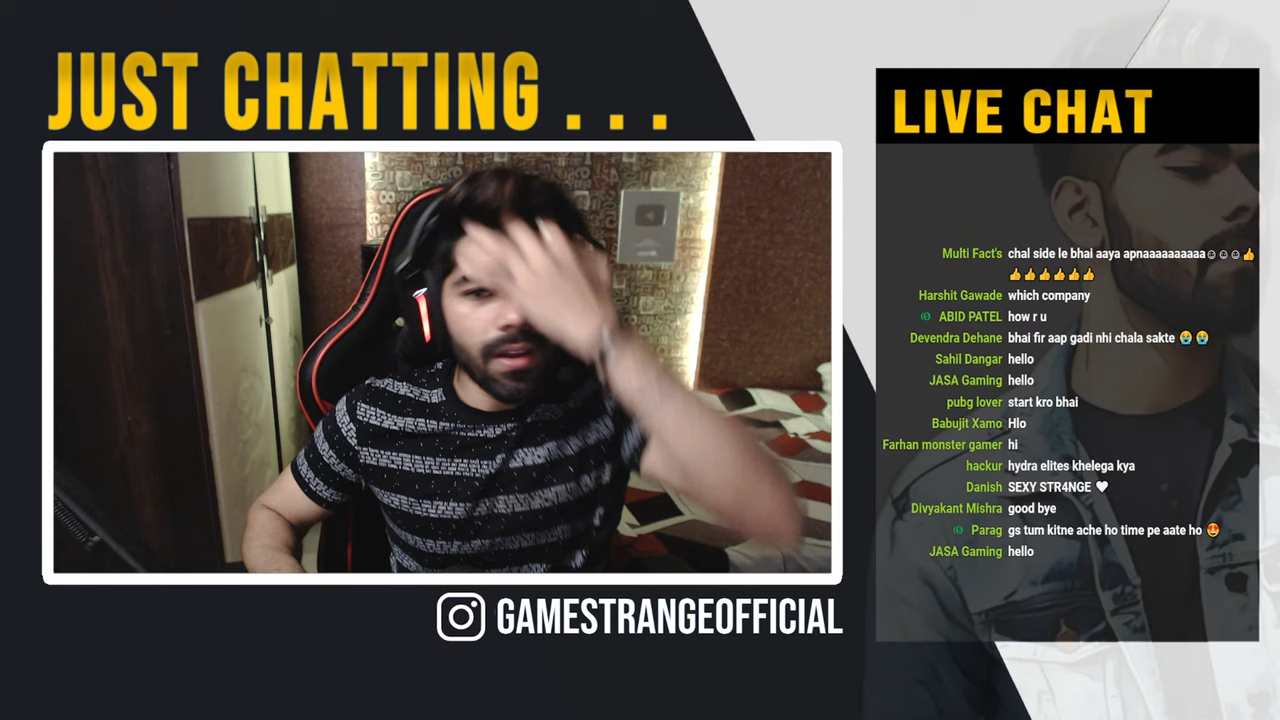 JUST CHATTING . . .
LIVE CHAT
Multi Fact's chal side le bhai aaya apnaaaaaaaaaa☺☺☺👍
👍👍👍👍👍👍
Harshit Gawade which company
ABID PATEL how r u
Devendra Dehane bhai fir aap gadi nhi chala sakte 😭😭
Sahil Dangar hello
JASA Gaming hello
pubg lover start kro bhai
Babujit Xamo Hlo
Farhan monster gamer hi
hackur hydra elites khelega kya
Danish SEXY STR4NGE 🤍
Divyakant Mishra good bye
Parag gs tum kitne ache ho time pe aate ho 😍
JASA Gaming hello
GAMESTRANGEOFFICIAL